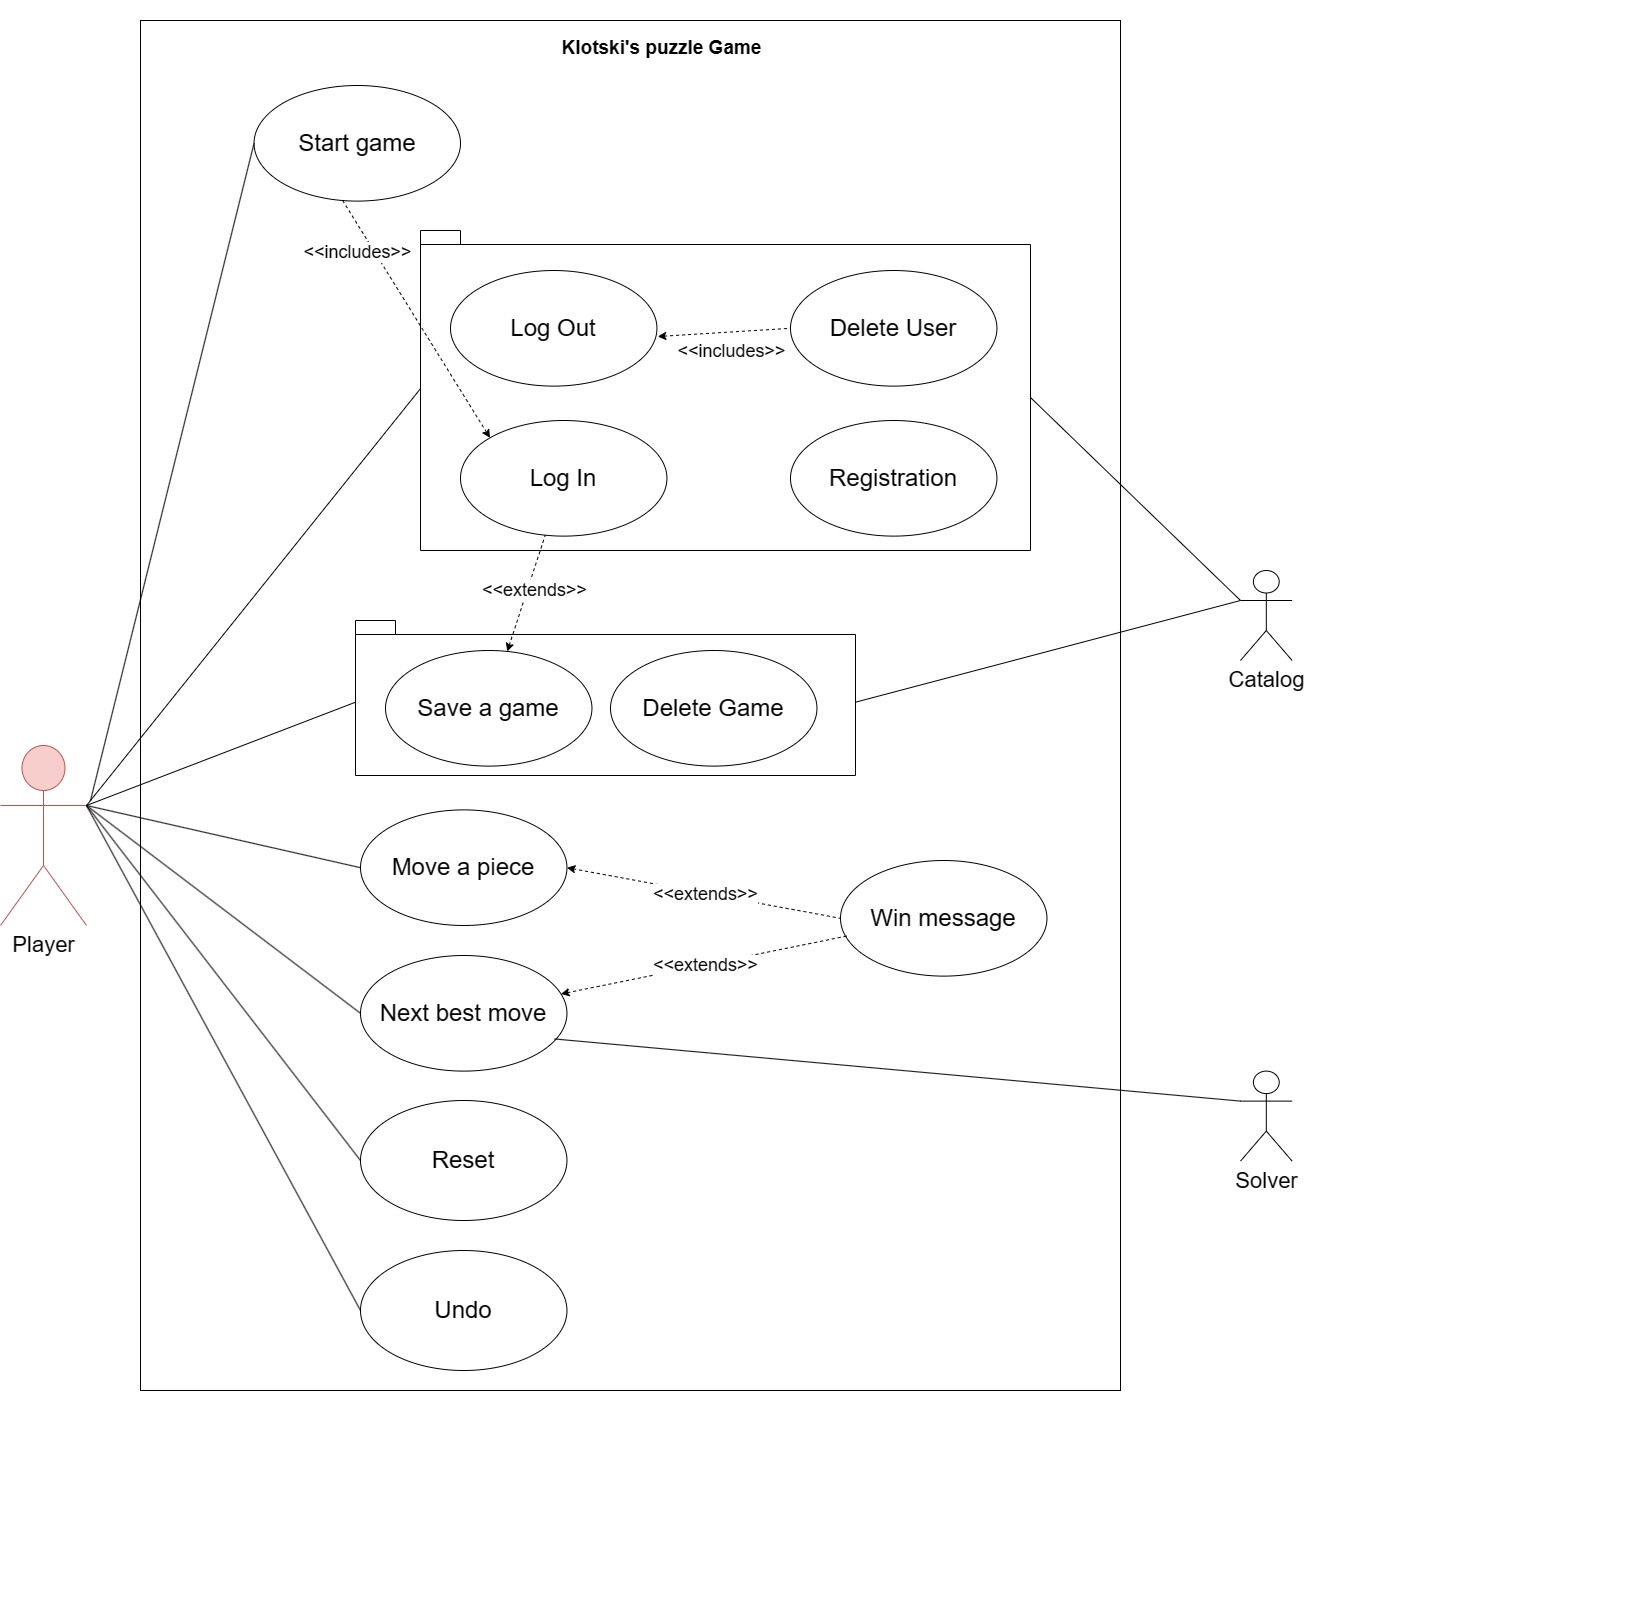 Klotski's puzzle Game
Start game
<<includes>>
Log Out
Delete User
<<includes>>
Log In
Registration
<<extends>>
Catalog
Save a game
Delete Game
Move a piece
<<extends>>
Win message
Player
<<extends>>
Next best move
Reset
Solver
Undo